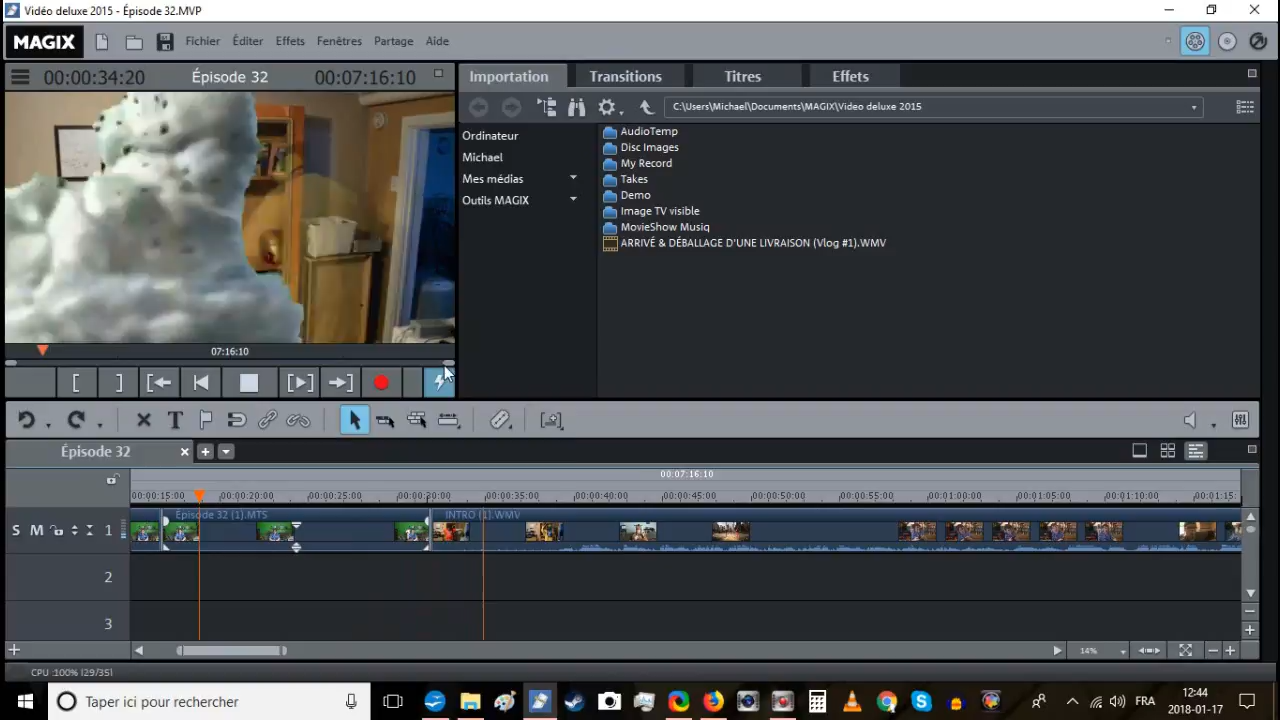 Vidéo deluxe 2015 - Épisode 32.MVP
MAGIX Fichier Éditer Effets Fenêtres Partage Aide
00:00:34:20 Épisode 32 00:07:16:10
Importation Transitions Titres Effets
C:\Users\Michael\Documents\MAGIX\Video deluxe 2015
Ordinateur
Michael
Mes médias
Outils MAGIX
AudioTemp
Disc Images
My Record
Takes
Demo
Image TV visible
MovieShow Musiq
ARRIVÉ & DÉBALLAGE D'UNE LIVRAISON (Vlog #1).WMV
07:16:10
Épisode 32
00:07:16:10
00:00:15:00 00:00:20:00 00:00:25:00 00:00:30:00 00:00:35:00 00:00:40:00 00:00:45:00 00:00:50:00 00:00:55:00 00:01:00:00 00:01:05:00 00:01:10:00 00:01:15:
Épisode 32 (1).MTS INTRO (1).WMV
S M 1
2
3
14%
CPU :100% [29/35]
Taper ici pour rechercher
FRA
12:44
2018-01-17